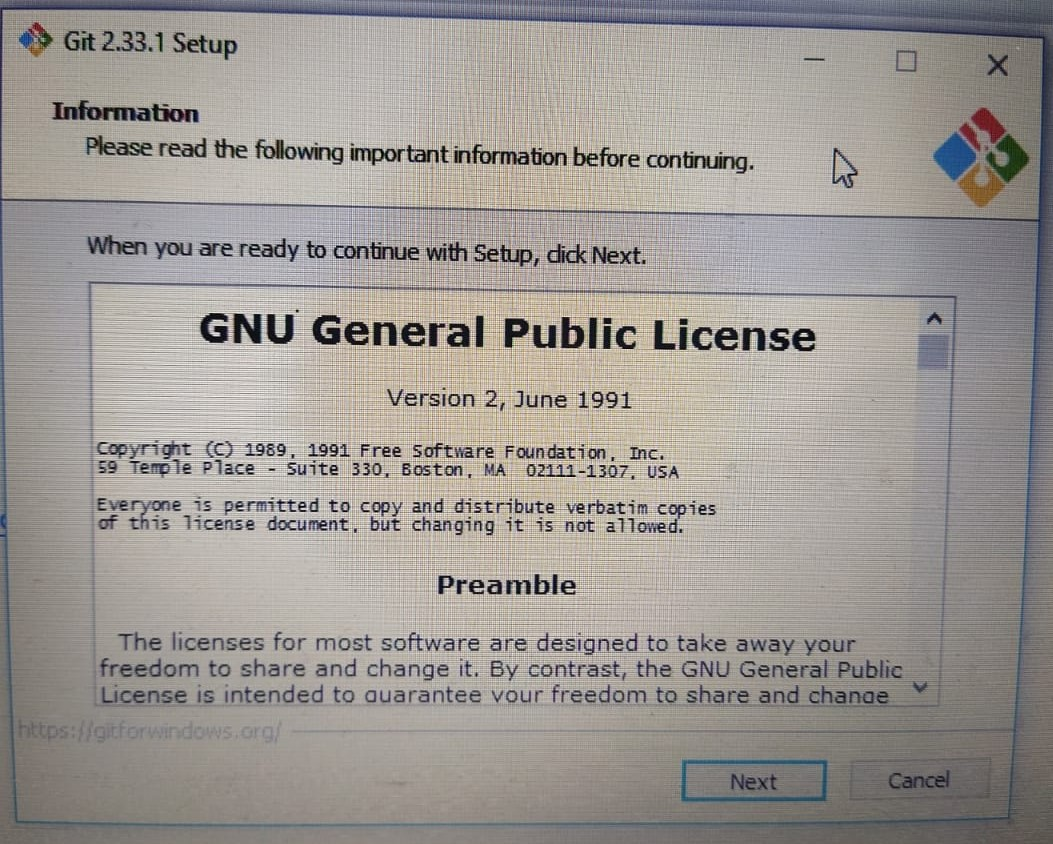 Git 2.33.1 Setup
Information
Please read the following important information before continuing.
When you are ready to continue with Setup, click Next.
GNU General Public License
Version 2, June 1991
Copyright (C) 1989, 1991 Free Software Foundation, Inc.
59 Temple Place - Suite 330, Boston, MA  02111-1307, USA
Everyone is permitted to copy and distribute verbatim copies
of this license document, but changing it is not allowed.
Preamble
The licenses for most software are designed to take away your
freedom to share and change it. By contrast, the GNU General Public
License is intended to guarantee your freedom to share and change
https://gitforwindows.org/
Next
Cancel